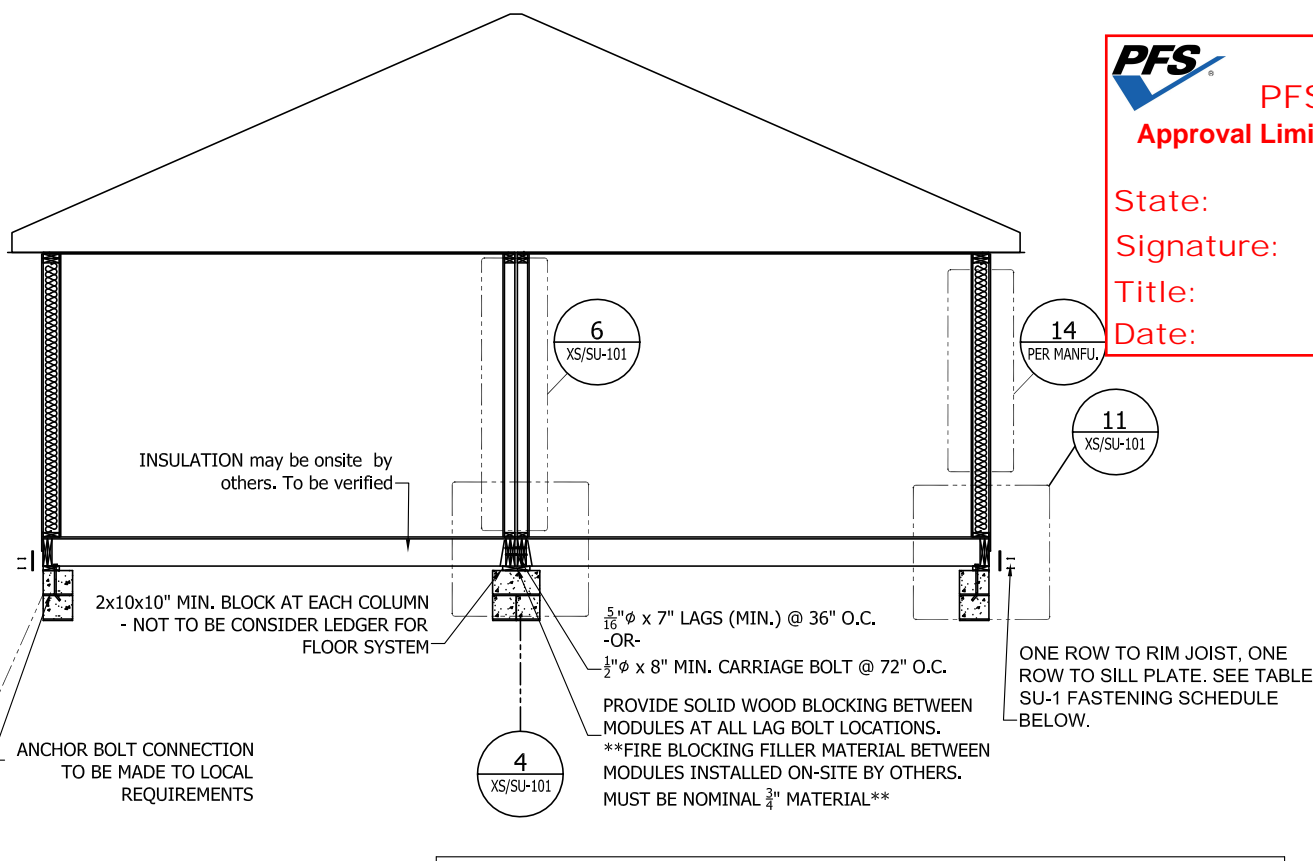 PFS
®
PFS
Approval Limi
State:
Signature:
Title:
Date:
6
XS/SU-101
14
PER MANFU.
11
XS/SU-101
INSULATION may be onsite by
others. To be verified
2x10x10" MIN. BLOCK AT EACH COLUMN
- NOT TO BE CONSIDER LEDGER FOR
FLOOR SYSTEM
5/16"ϕ x 7" LAGS (MIN.) @ 36" O.C.
-OR-
1/2"ϕ x 8" MIN. CARRIAGE BOLT @ 72" O.C.
ONE ROW TO RIM JOIST, ONE
ROW TO SILL PLATE. SEE TABLE
SU-1 FASTENING SCHEDULE
BELOW.
PROVIDE SOLID WOOD BLOCKING BETWEEN
MODULES AT ALL LAG BOLT LOCATIONS.
**FIRE BLOCKING FILLER MATERIAL BETWEEN
MODULES INSTALLED ON-SITE BY OTHERS.
MUST BE NOMINAL 3/4" MATERIAL**
ANCHOR BOLT CONNECTION
TO BE MADE TO LOCAL
REQUIREMENTS
4
XS/SU-101